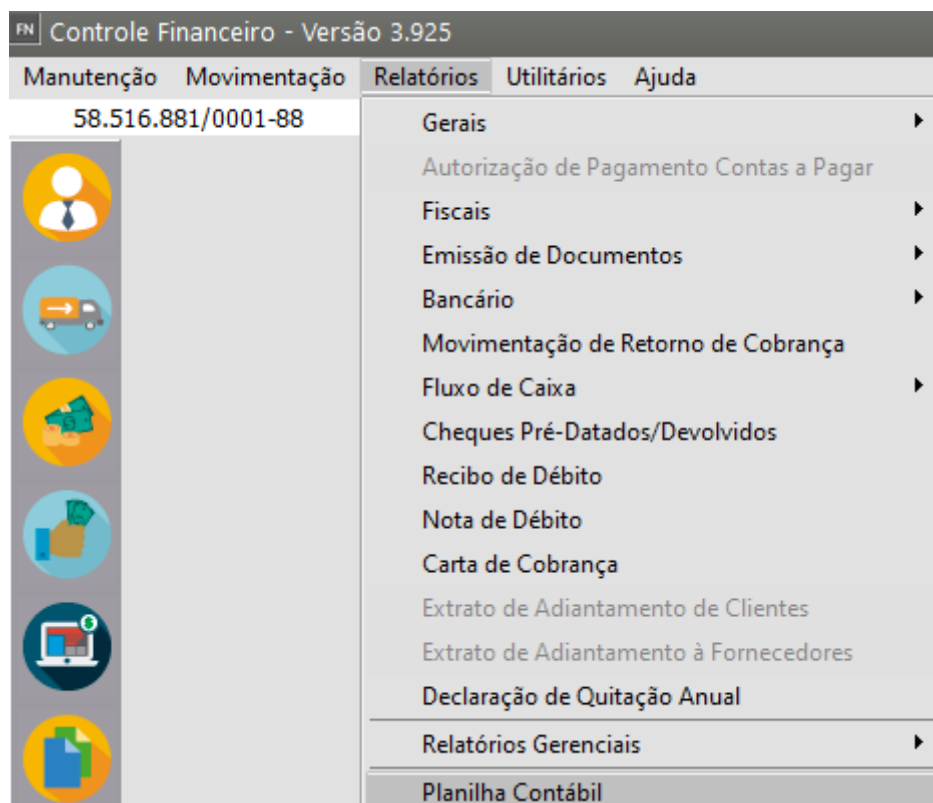 FN Controle Financeiro - Versão 3.925
Manutenção Movimentação Relatórios Utilitários Ajuda
58.516.881/0001-88
Gerais
Autorização de Pagamento Contas a Pagar
Fiscais
Emissão de Documentos
Bancário
Movimentação de Retorno de Cobrança
Fluxo de Caixa
Cheques Pré-Datados/Devolvidos
Recibo de Débito
Nota de Débito
Carta de Cobrança
Extrato de Adiantamento de Clientes
Extrato de Adiantamento à Fornecedores
Declaração de Quitação Anual
Relatórios Gerenciais
Planilha Contábil